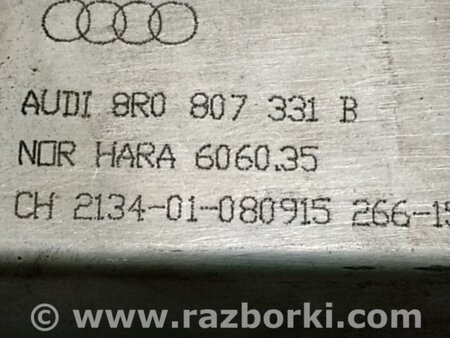 AUDI 8R0 807 331 B
NOR HARA 6060.35
CH 2134-01-080915 266-15
© www.razborki.com